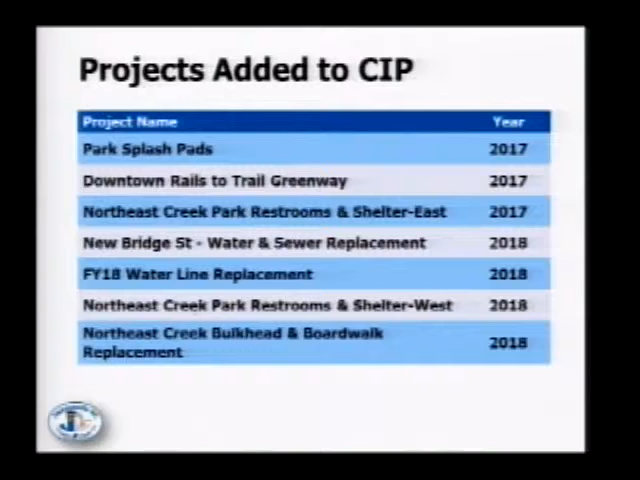 Projects Added to CIP
Project Name Year
Park Splash Pads 2017
Downtown Rails to Trail Greenway 2017
Northeast Creek Park Restrooms & Shelter-East 2017
New Bridge St - Water & Sewer Replacement 2018
FY18 Water Line Replacement 2018
Northeast Creek Park Restrooms & Shelter-West 2018
Northeast Creek Bulkhead & Boardwalk
Replacement 2018